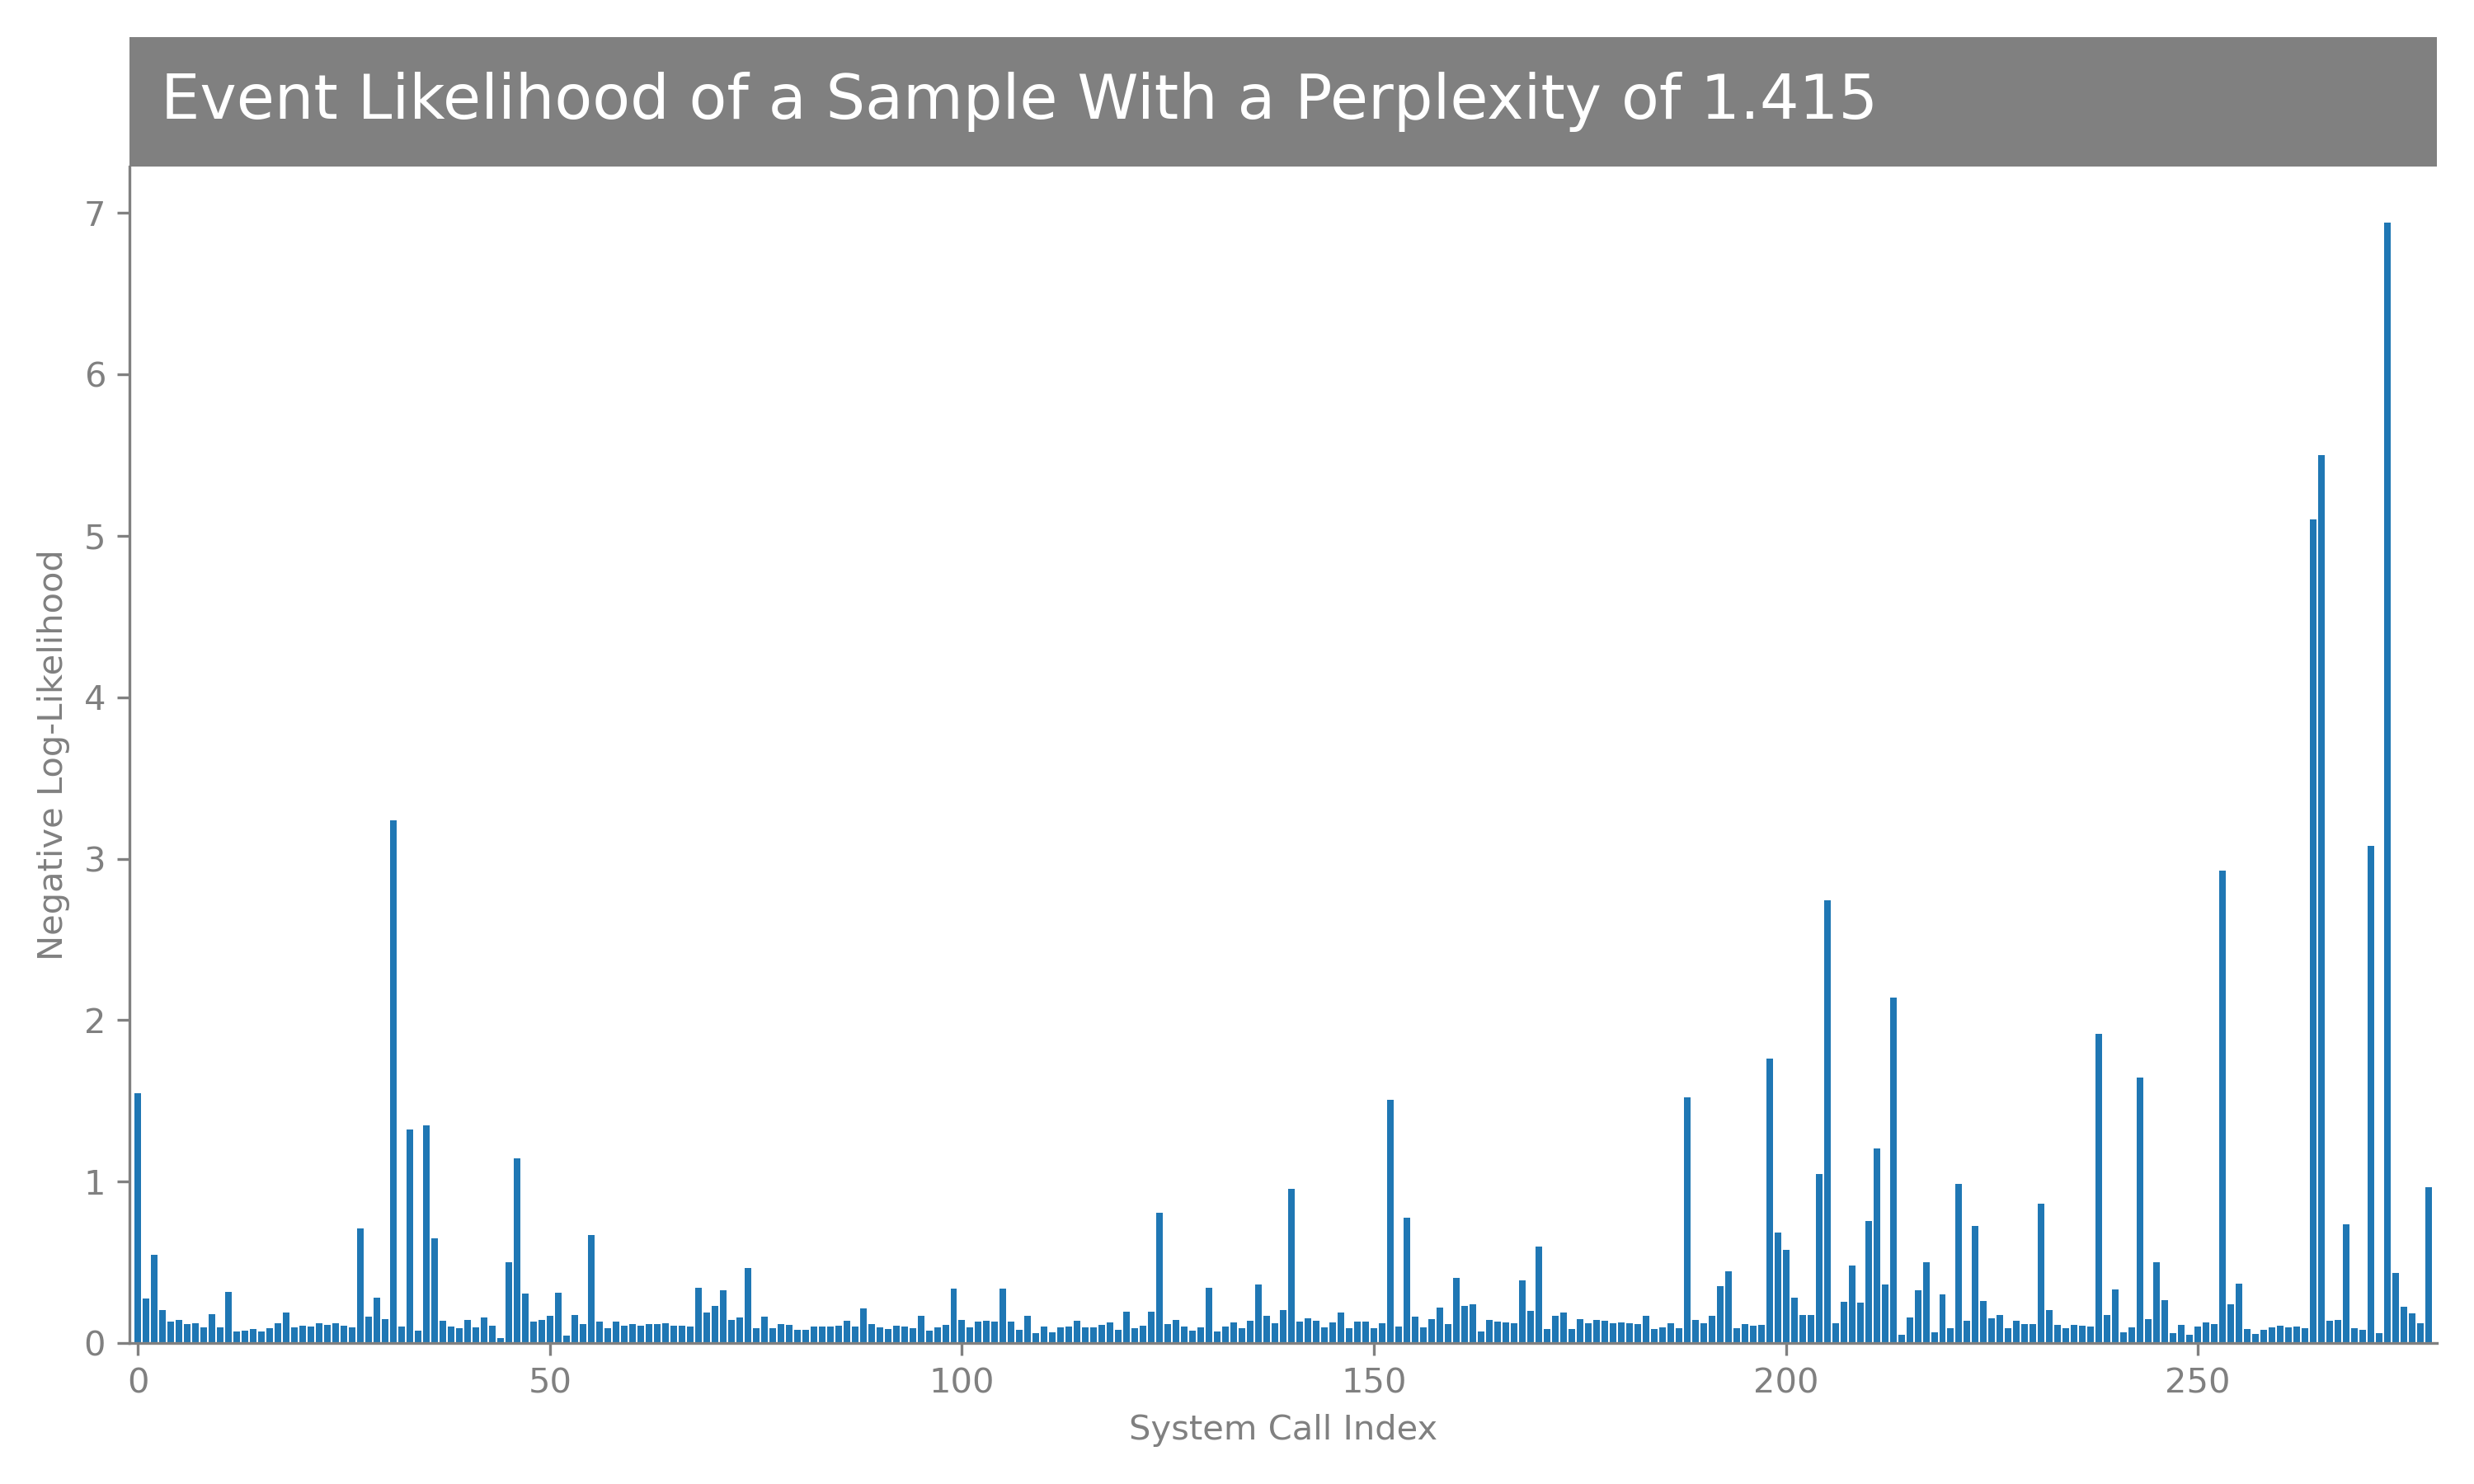 Event Likelihood of a Sample With a Perplexity of 1.415
7
6
5
4
3
2
1
0
Negative Log-Likelihood
0 50 100 150 200 250
System Call Index